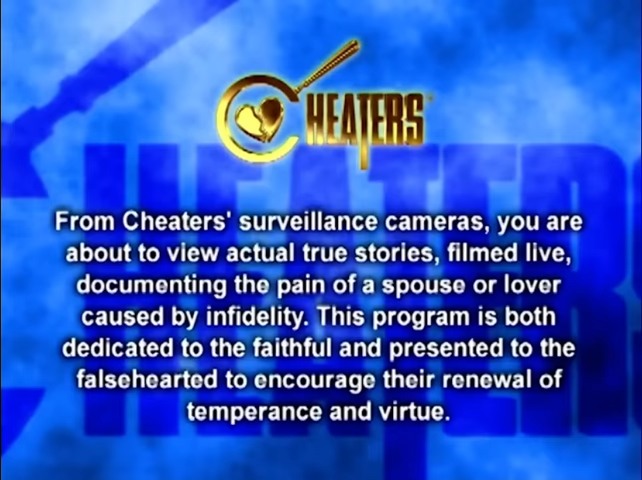 CHEATERS
From Cheaters' surveillance cameras, you are
about to view actual true stories, filmed live,
documenting the pain of a spouse or lover
caused by infidelity. This program is both
dedicated to the faithful and presented to the
falsehearted to encourage their renewal of
temperance and virtue.